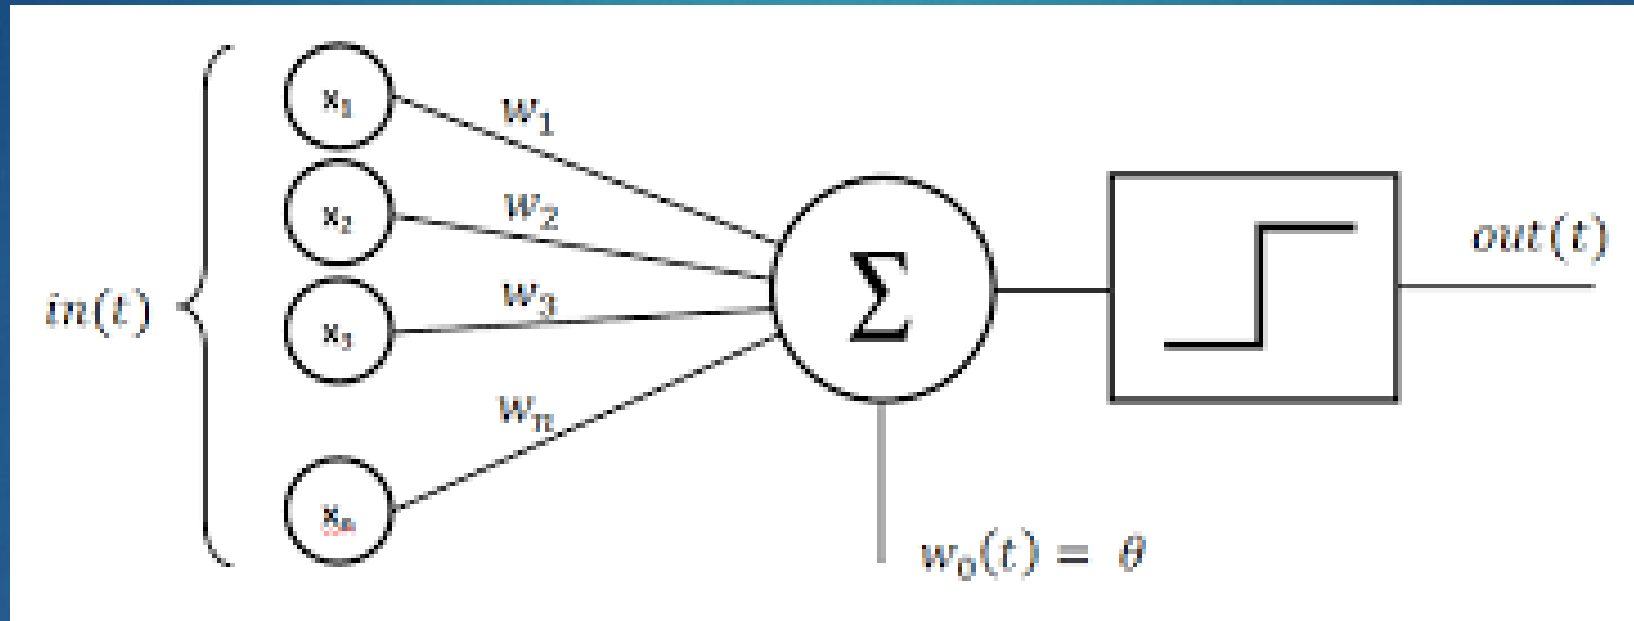 x₁
w₁
x₂
w₂
x₃
w₃
in(t)
wₙ
xₙ
Σ
out(t)
w₀(t) = θ